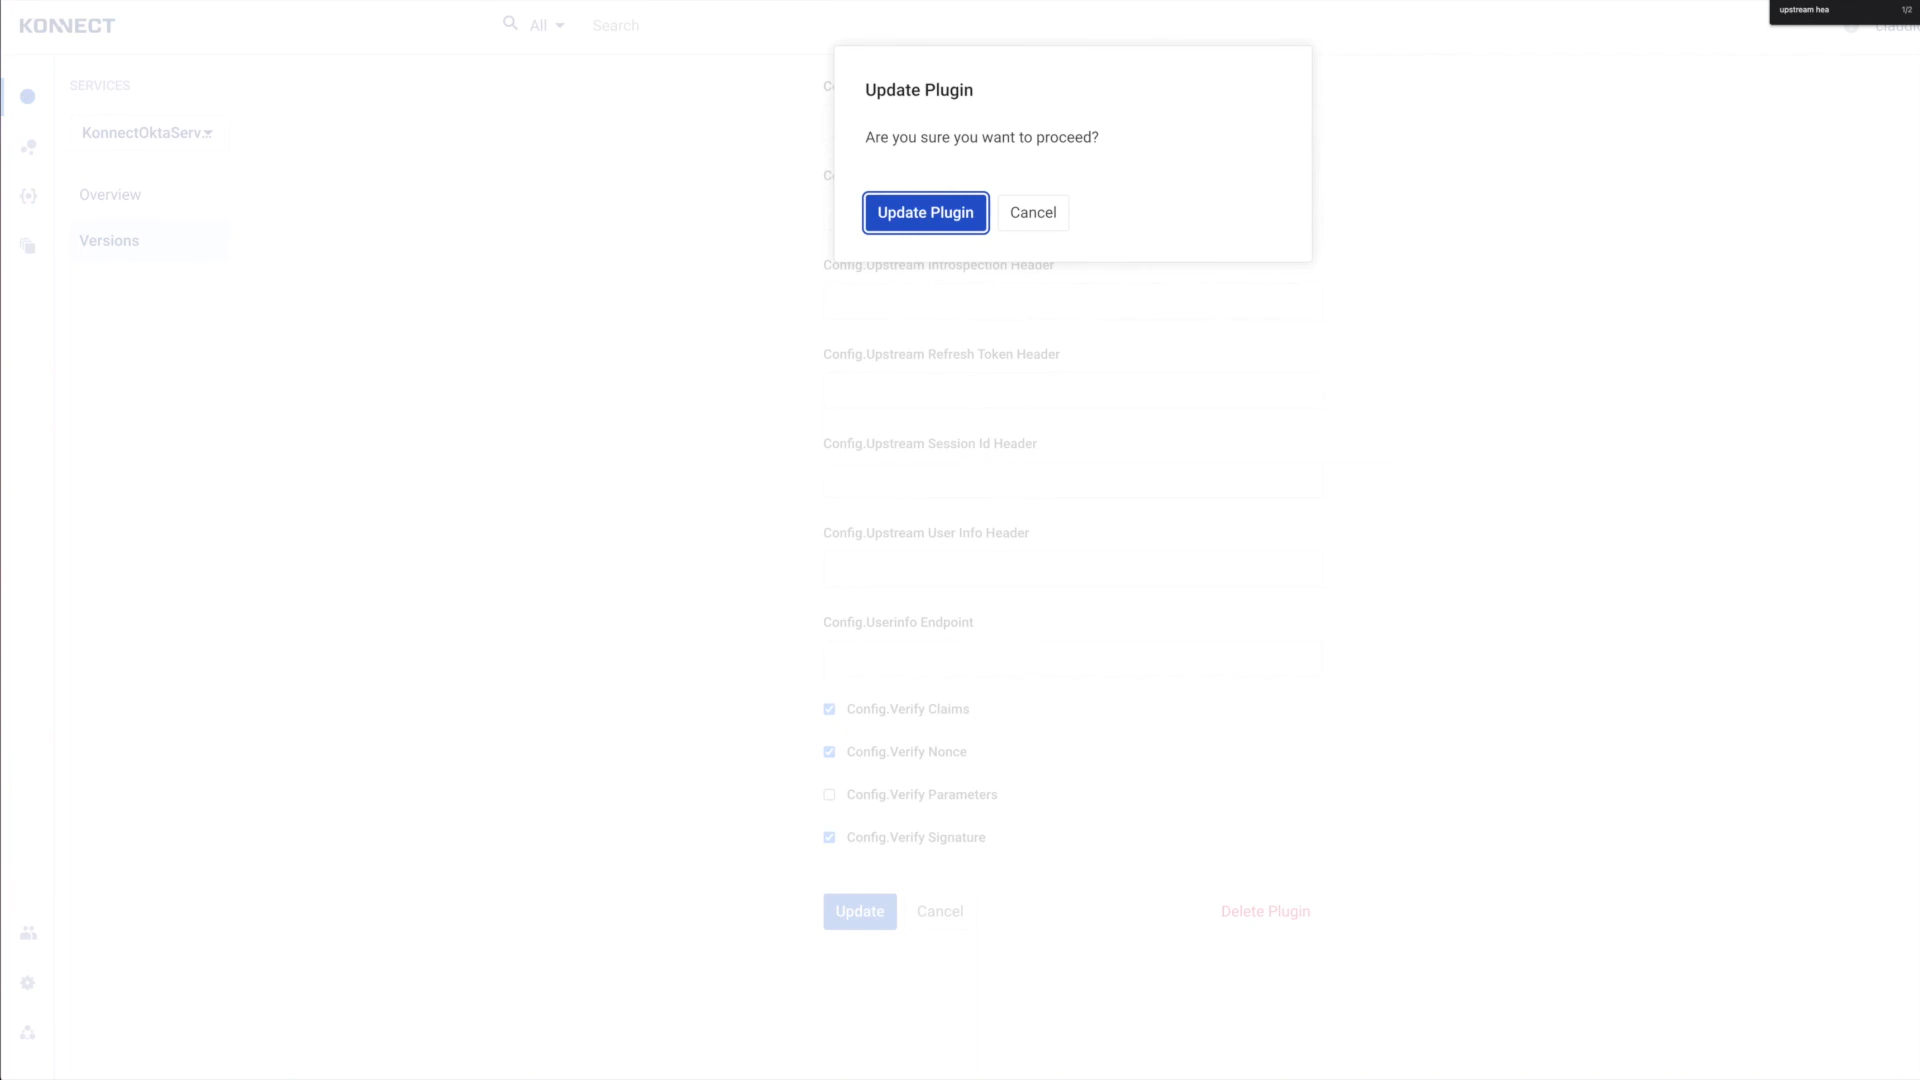 KONNECT
All
Search
upstream hea
1/2
SERVICES
KonnectOktaServ...
Overview
Versions
Update Plugin
Are you sure you want to proceed?
Update Plugin
Cancel
Config.Upstream Introspection Header
Config.Upstream Refresh Token Header
Config.Upstream Session Id Header
Config.Upstream User Info Header
Config.Userinfo Endpoint
Config.Verify Claims
Config.Verify Nonce
Config.Verify Parameters
Config.Verify Signature
Update
Cancel
Delete Plugin